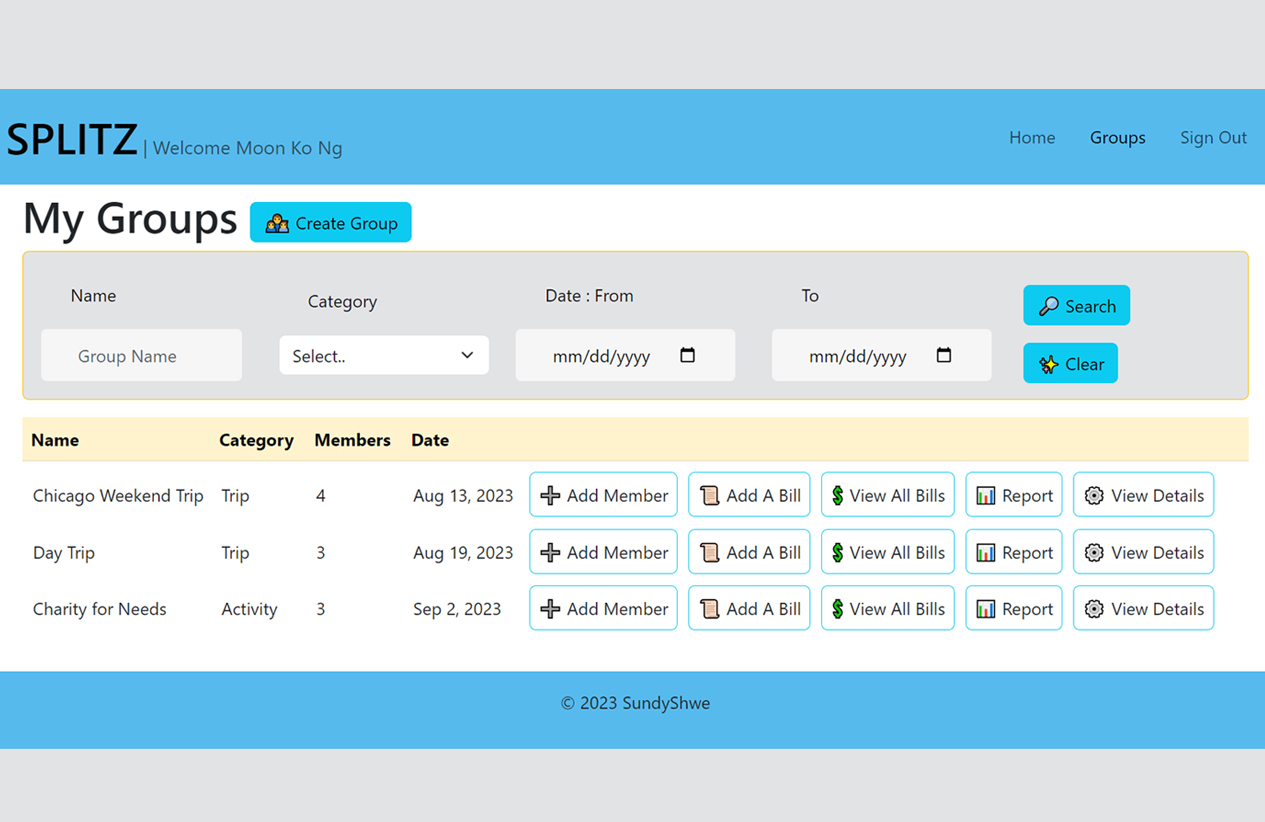 SPLITZ | Welcome Moon Ko Ng
Home Groups Sign Out
My Groups Create Group
Name Category Date : From To
Group Name Select.. mm/dd/yyyy mm/dd/yyyy
Search
Clear
Name Category Members Date
Chicago Weekend Trip Trip 4 Aug 13, 2023 Add Member Add A Bill View All Bills Report View Details
Day Trip Trip 3 Aug 19, 2023 Add Member Add A Bill View All Bills Report View Details
Charity for Needs Activity 3 Sep 2, 2023 Add Member Add A Bill View All Bills Report View Details
© 2023 SundyShwe